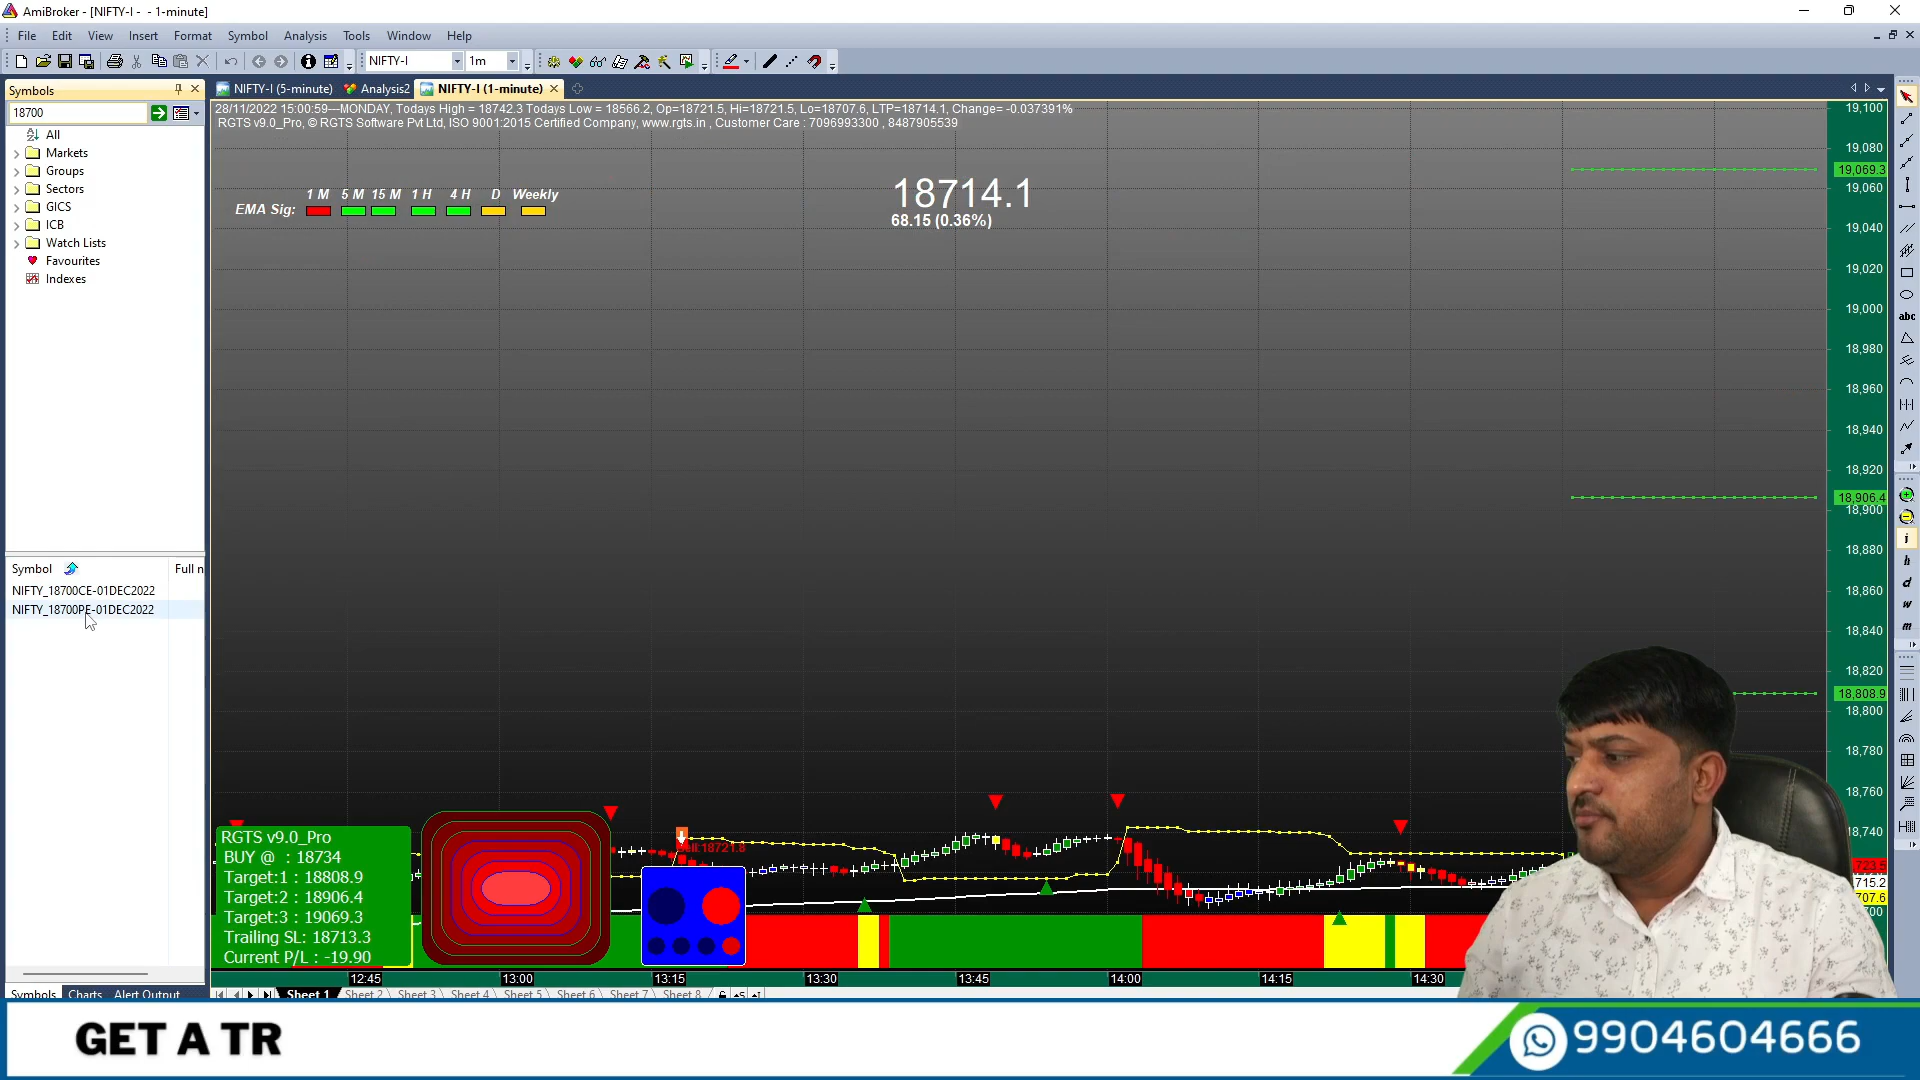 AmiBroker - [NIFTY-I - - 1-minute]
File Edit View Insert Format Symbol Analysis Tools Window Help
NIFTY-I 1m
Symbols
18700
All
Markets
Groups
Sectors
GICS
ICB
Watch Lists
Favourites
Indexes
Symbol Full n
NIFTY_18700CE-01DEC2022
NIFTY_18700PE-01DEC2022
Symbols Charts Alert Output
NIFTY-I (5-minute) Analysis2 NIFTY-I (1-minute)
28/11/2022 15:00:59---MONDAY, Todays High = 18742.3 Todays Low = 18566.2, Op=18721.5, Hi=18721.5, Lo=18707.6, LTP=18714.1, Change= -0.037391%
RGTS v9.0_Pro, © RGTS Software Pvt Ltd, ISO 9001:2015 Certified Company, www.rgts.in , Customer Care : 7096993300 , 8487905539
1 M 5 M 15 M 1 H 4 H D Weekly
EMA Sig:
18714.1
68.15 (0.36%)
19,100
19,080
19,069.3
19,060
19,040
19,020
19,000
18,980
18,960
18,940
18,920
18,906.4
18,900
18,880
18,860
18,840
18,820
18,808.9
18,800
18,780
18,760
18,740
723.5
715.2
707.6
700
abc
i
h
d
w
m
RGTS v9.0_Pro
BUY @ : 18734
Target:1 : 18808.9
Target:2 : 18906.4
Target:3 : 19069.3
Trailing SL: 18713.3
Current P/L : -19.90
12:45 13:00 13:15 13:30 13:45 14:00 14:15 14:30
Sheet 1 Sheet 2 Sheet 3 Sheet 4 Sheet 5 Sheet 6 Sheet 7 Sheet 8
GET A TR
9904604666